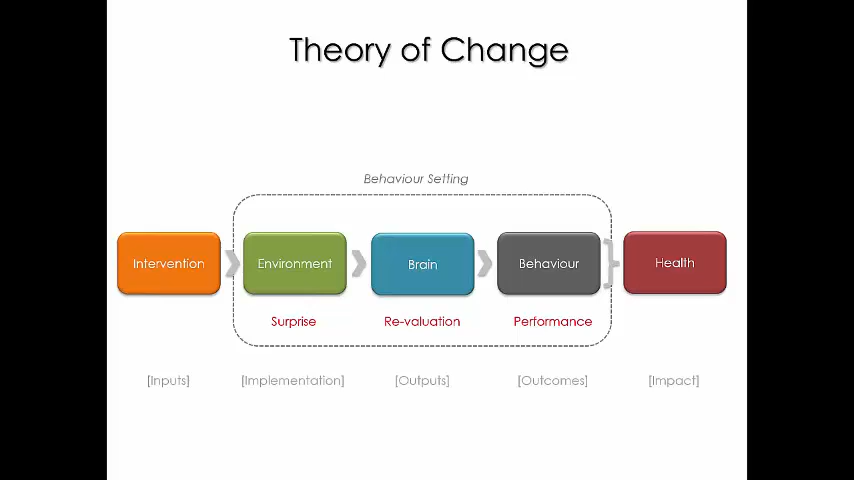 Theory of Change
Behaviour Setting
Intervention
Environment
Brain
Behaviour
Health
Surprise
Re-valuation
Performance
[Inputs]
[Implementation]
[Outputs]
[Outcomes]
[Impact]